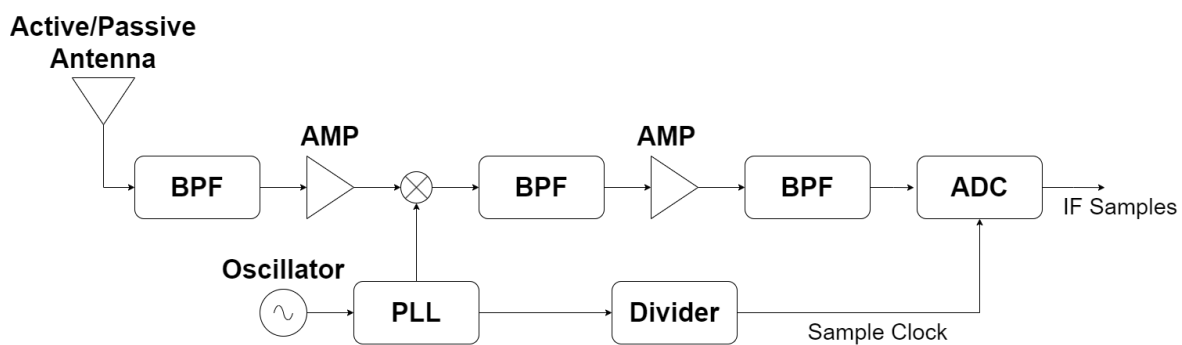 Active/Passive
Antenna
AMP
AMP
BPF
BPF
BPF
ADC
IF Samples
Oscillator
PLL
Divider
Sample Clock